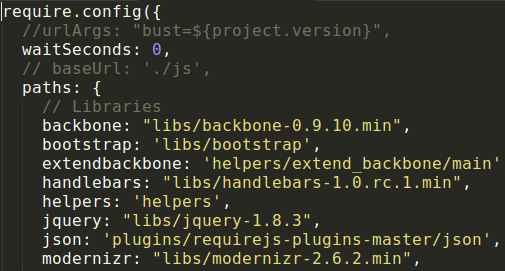 require.config({
//urlArgs: "bust=${project.version}",
waitSeconds: 0,
// baseUrl: './js',
paths: {
// Libraries
backbone: "libs/backbone-0.9.10.min",
bootstrap: 'libs/bootstrap',
extendbackbone: 'helpers/extend_backbone/main'
handlebars: "libs/handlebars-1.0.rc.1.min",
helpers: 'helpers',
jquery: "libs/jquery-1.8.3",
json: 'plugins/requirejs-plugins-master/json',
modernizr: "libs/modernizr-2.6.2.min",